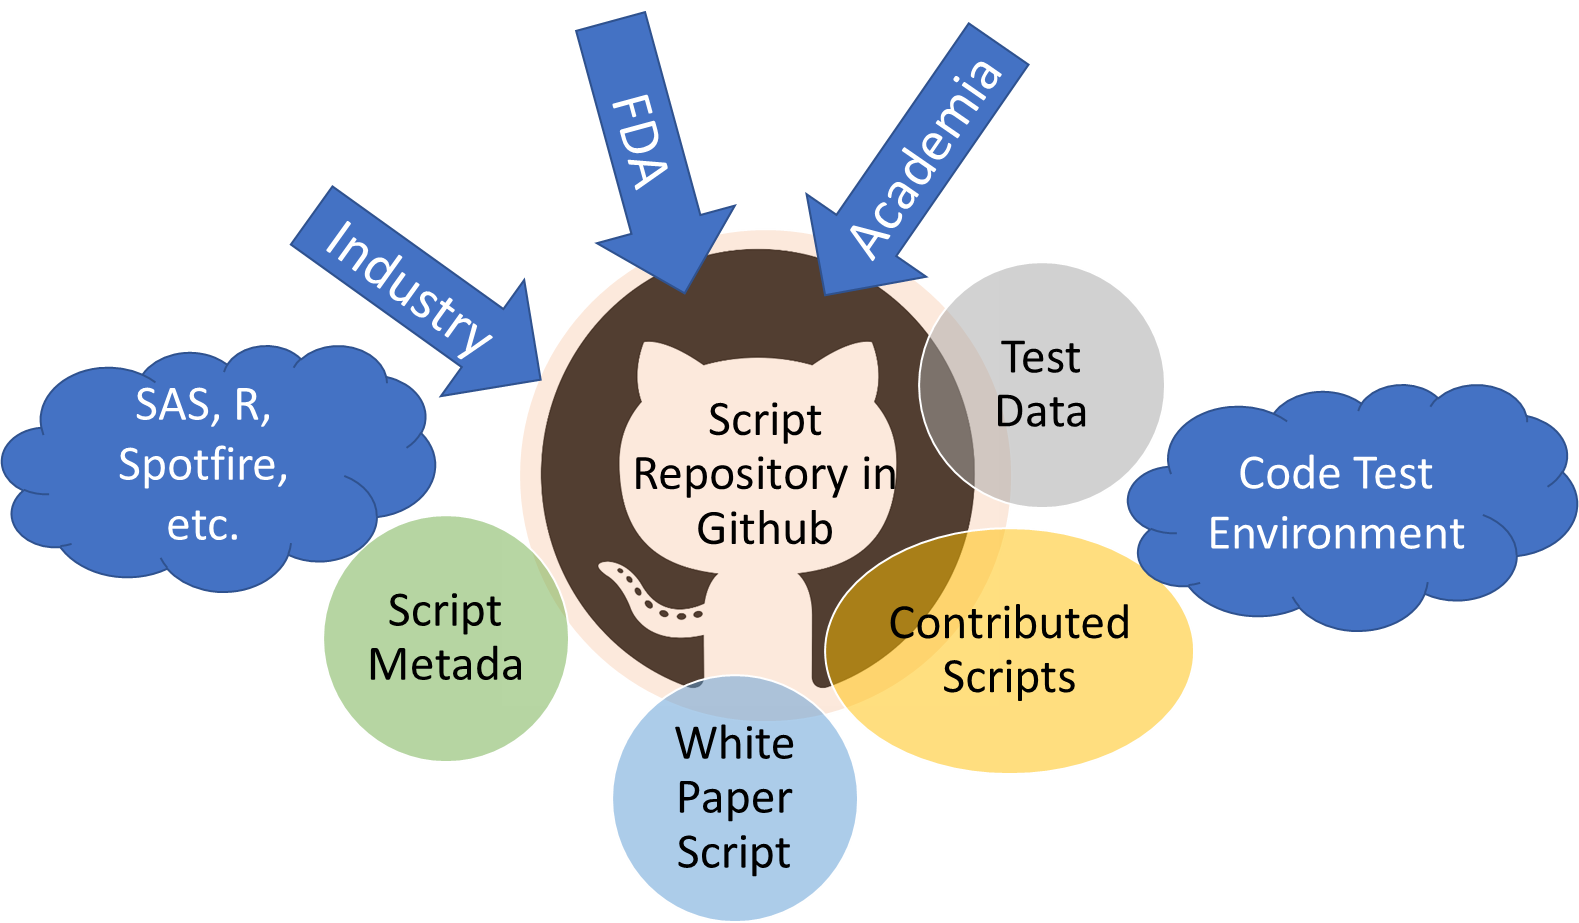 FDA
Academia
Industry
Test
Data
SAS, R,
Spotfire,
etc.
Script
Repository in
Github
Code Test
Environment
Script
Metada
Contributed
Scripts
White
Paper
Script